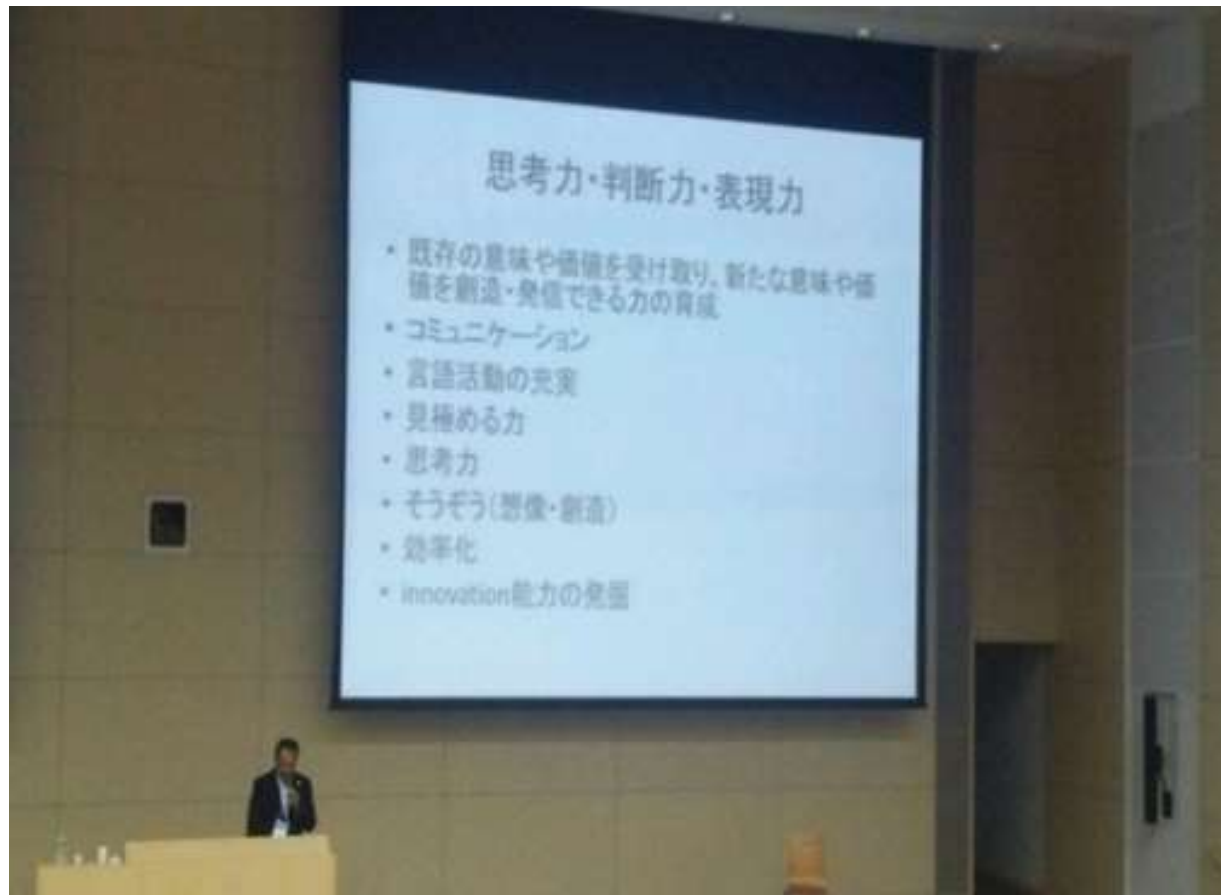 思考力・判断力・表現力
• 既存の意味や価値を受け取り、新たな意味や価
値を創造・発信できる力の育成
• コミュニケーション
• 言語活動の充実
• 見極める力
• 思考力
• そうぞう(想像・創造)
• 効率化
• innovation能力の発掘